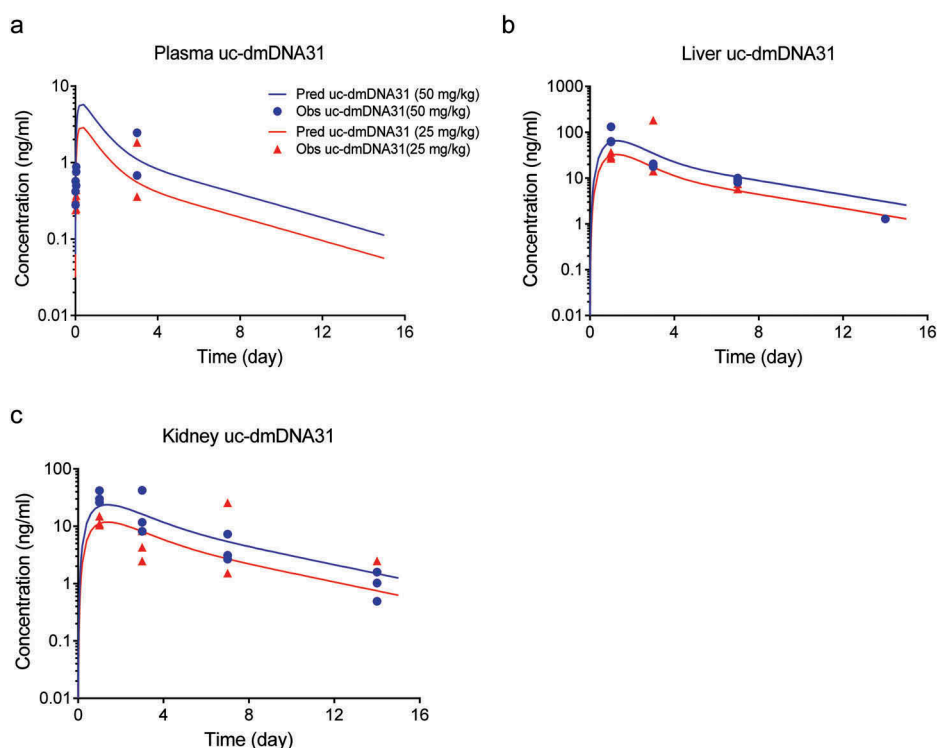 a
Plasma uc-dmDNA31
Concentration (ng/ml)
10
1
0.1
0.01
0
4
8
12
16
Time (day)
Pred uc-dmDNA31 (50 mg/kg)
Obs uc-dmDNA31(50 mg/kg)
Pred uc-dmDNA31 (25 mg/kg)
Obs uc-dmDNA31(25 mg/kg)
b
Liver uc-dmDNA31
Concentration (ng/ml)
1000
100
10
1
0.1
0.01
0
4
8
12
16
Time (day)
c
Kidney uc-dmDNA31
Concentration (ng/ml)
100
10
1
0.1
0.01
0
4
8
12
16
Time (day)